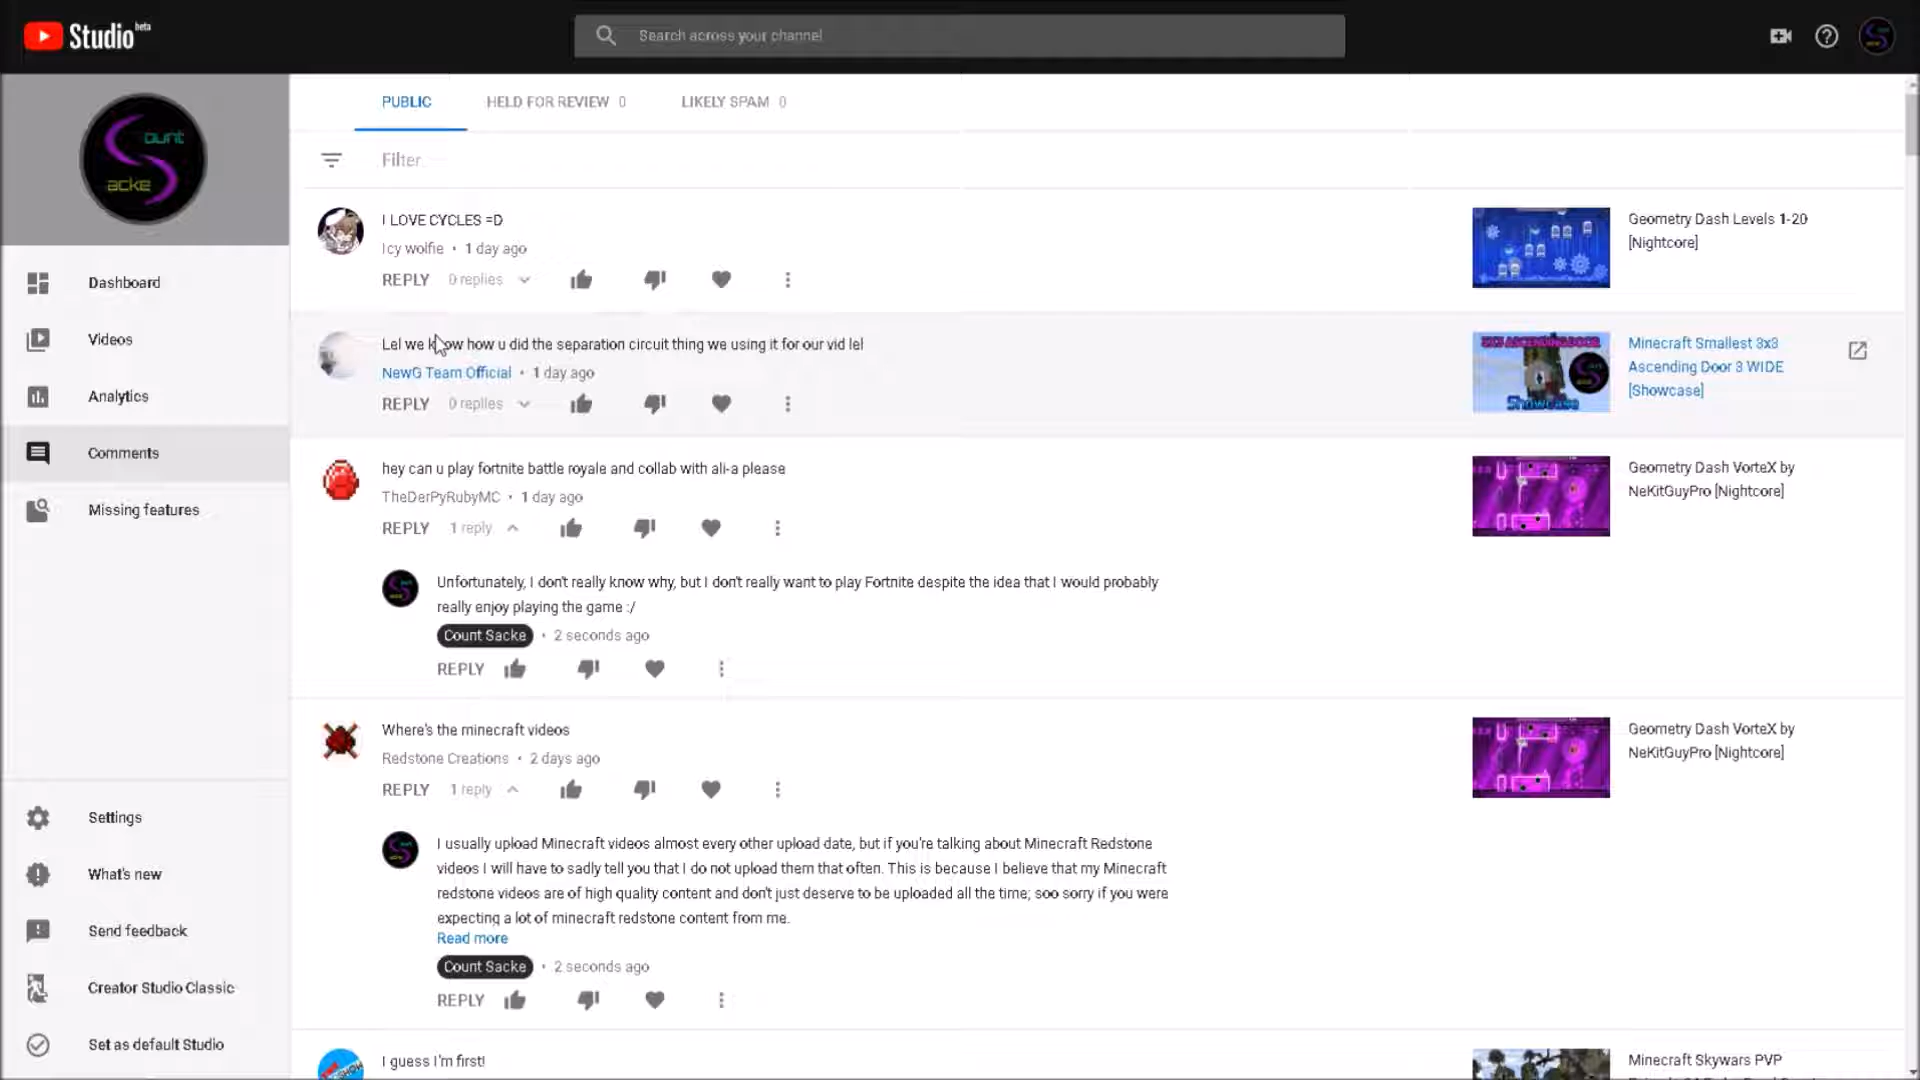 Studio beta
Search across your channel
ount
acke
Dashboard
Videos
Analytics
Comments
Missing features
Settings
What's new
Send feedback
Creator Studio Classic
Set as default Studio
PUBLIC
HELD FOR REVIEW 0
LIKELY SPAM 0
Filter
I LOVE CYCLES =D
Icy wolfie • 1 day ago
REPLY 0 replies
Geometry Dash Levels 1-20
[Nightcore]
Lel we know how u did the separation circuit thing we using it for our vid lel
NewG Team Official • 1 day ago
REPLY 0 replies
3X3 ASCENDING DOOR
Showcase
Minecraft Smallest 3x3
Ascending Door 3 WIDE
[Showcase]
hey can u play fortnite battle royale and collab with ali-a please
TheDerPyRubyMC • 1 day ago
REPLY 1 reply
Geometry Dash VorteX by
NeKitGuyPro [Nightcore]
Unfortunately, I don't really know why, but I don't really want to play Fortnite despite the idea that I would probably
really enjoy playing the game :/
Count Sacke • 2 seconds ago
REPLY
Where's the minecraft videos
Redstone Creations • 2 days ago
REPLY 1 reply
Geometry Dash VorteX by
NeKitGuyPro [Nightcore]
I usually upload Minecraft videos almost every other upload date, but if you're talking about Minecraft Redstone
videos I will have to sadly tell you that I do not upload them that often. This is because I believe that my Minecraft
redstone videos are of high quality content and don't just deserve to be uploaded all the time; soo sorry if you were
expecting a lot of minecraft redstone content from me.
Read more
Count Sacke • 2 seconds ago
REPLY
I guess I'm first!
Minecraft Skywars PVP